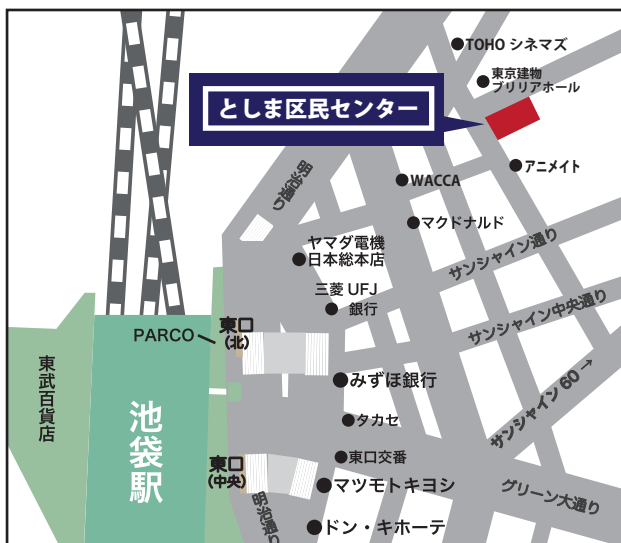 TOHO シネマズ
東京建物
ブリリアホール
としま区民センター
アニメイト
明治通り
WACCA
マクドナルド
ヤマダ電機
日本総本店
サンシャイン通り
三菱 UFJ
銀行
サンシャイン中央通り
PARCO
東口
(北)
東武百貨店
みずほ銀行
サンシャイン 60 →
池袋駅
タカセ
東口交番
東口
(中央)
マツモトキヨシ
グリーン大通り
明治通り
ドン・キホーテ